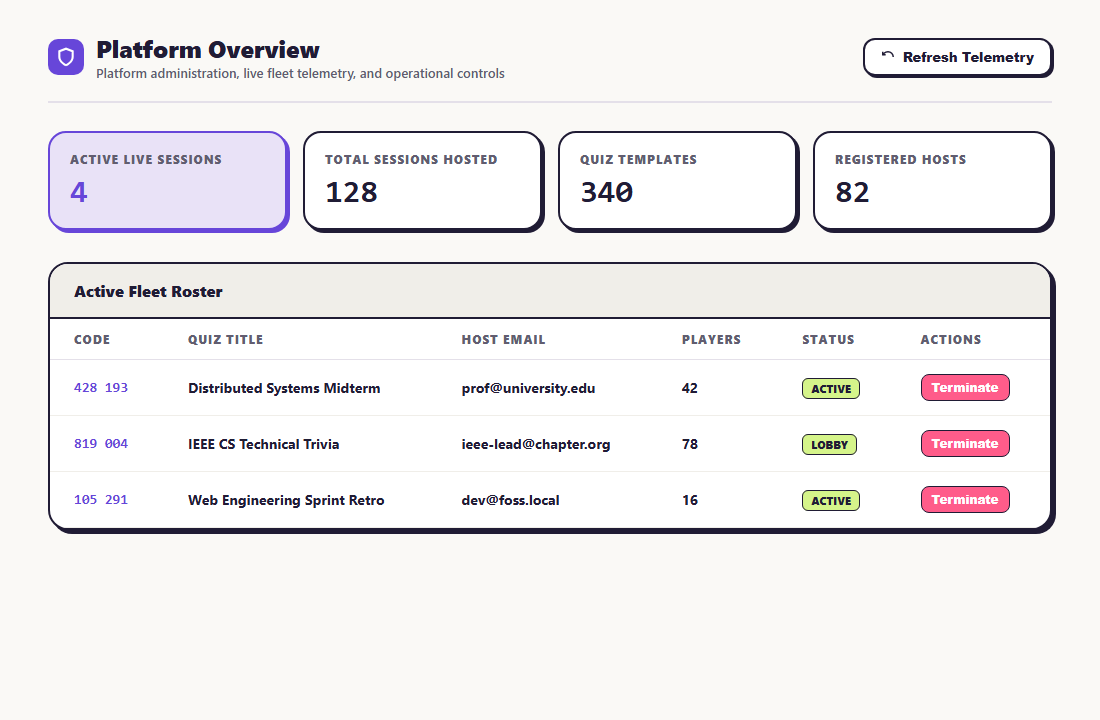 Platform Overview
Platform administration, live fleet telemetry, and operational controls
Refresh Telemetry
ACTIVE LIVE SESSIONS
4
TOTAL SESSIONS HOSTED
128
QUIZ TEMPLATES
340
REGISTERED HOSTS
82
Active Fleet Roster
CODE QUIZ TITLE HOST EMAIL PLAYERS STATUS ACTIONS
428 193 Distributed Systems Midterm prof@university.edu 42 ACTIVE Terminate
819 004 IEEE CS Technical Trivia ieee-lead@chapter.org 78 LOBBY Terminate
105 291 Web Engineering Sprint Retro dev@foss.local 16 ACTIVE Terminate